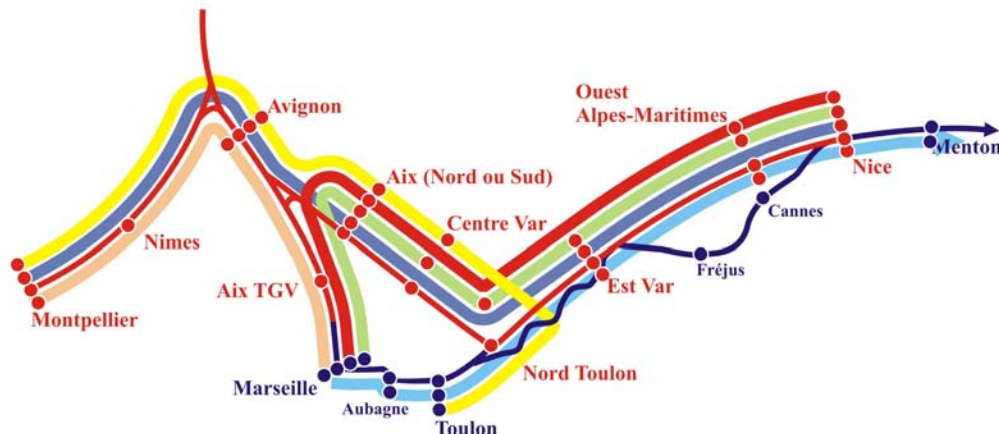 Avignon
Ouest
Alpes-Maritimes
Menton
Nice
Aix (Nord ou Sud)
Cannes
Centre Var
Nimes
Fréjus
Aix TGV
Est Var
Montpellier
Nord Toulon
Marseille
Aubagne
Toulon